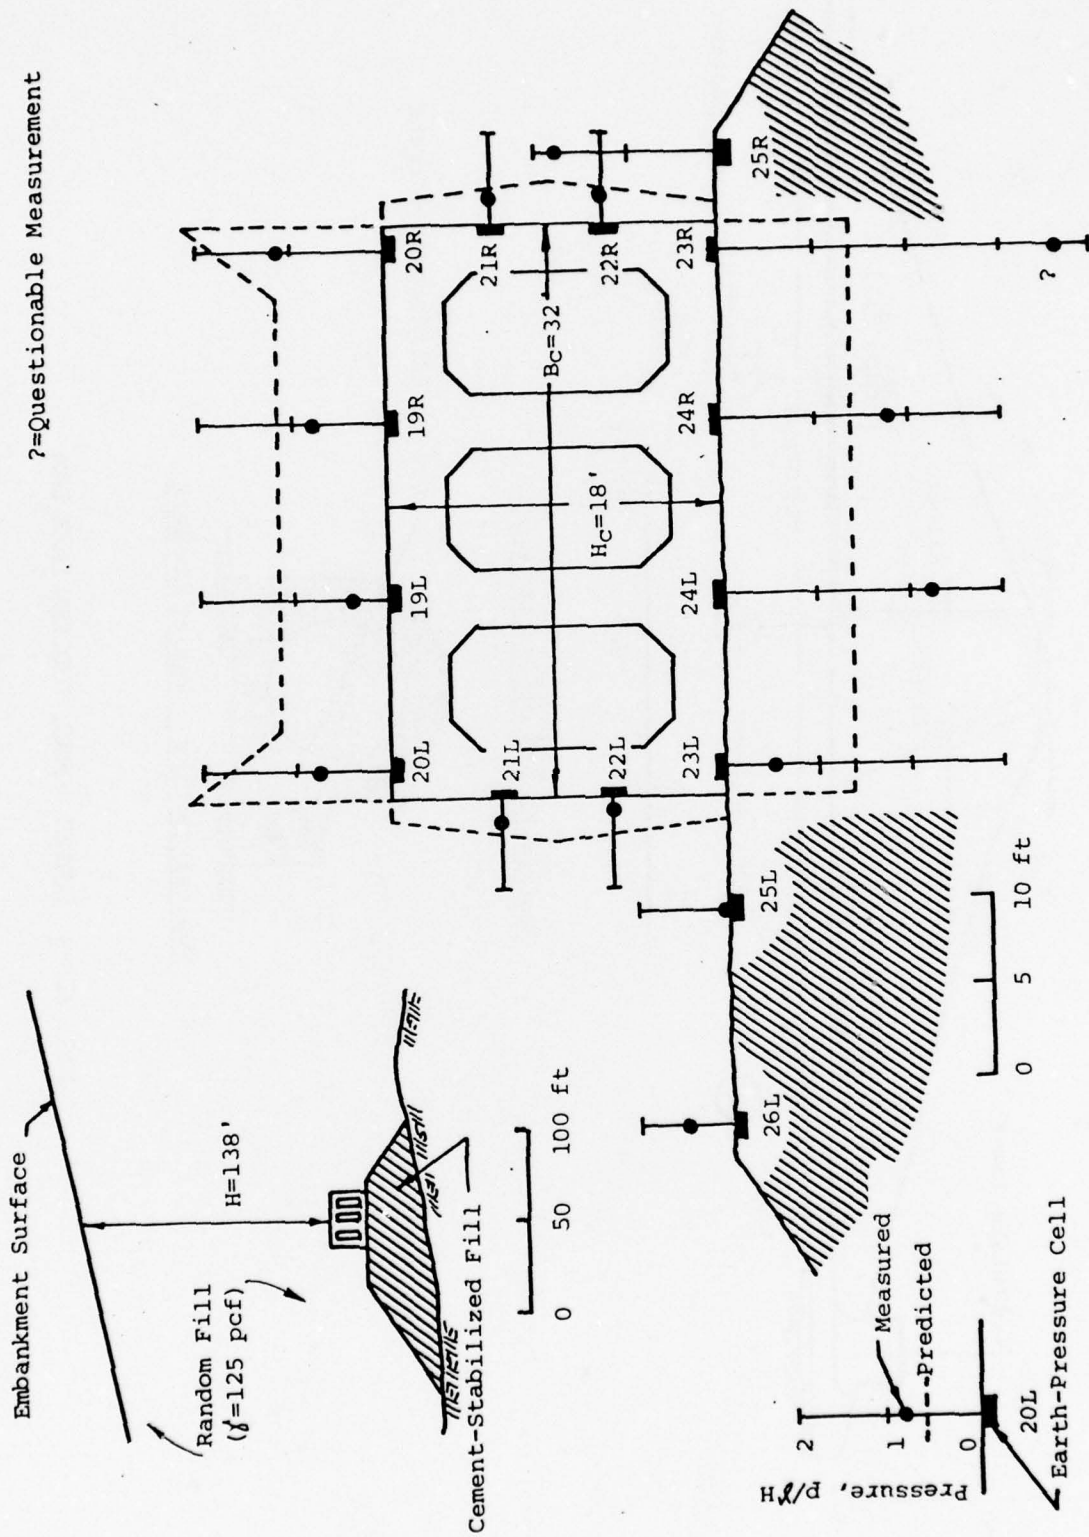 ?=Questionable Measurement
Embankment Surface
H=138'
Random Fill
(γ=125 pcf)
Cement-Stabilized Fill
0 50 100 ft
20L
19L
19R
20R
21L
21R
22L
22R
Bc=32'
Hc=18'
23L
24L
24R
23R
?
25L
25R
26L
0 5 10 ft
Pressure, p/γH
2
1
0
Measured
Predicted
20L
Earth-Pressure Cell